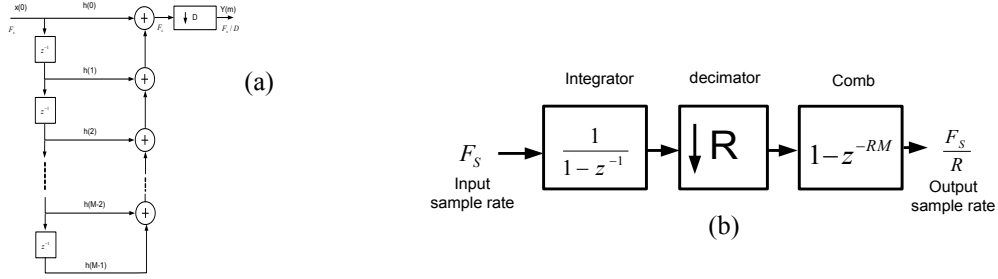 x(0) h(0) + ↓ D Y(m)
F_s F_s F_s/D
z⁻¹
h(1) +
z⁻¹
h(2) +
h(M-2) +
z⁻¹
h(M-1)
(a)
Integrator decimator Comb
F_S 1/(1 − z⁻¹) ↓ R 1 − z^{-RM} F_S/R
Input Output
sample rate sample rate
(b)